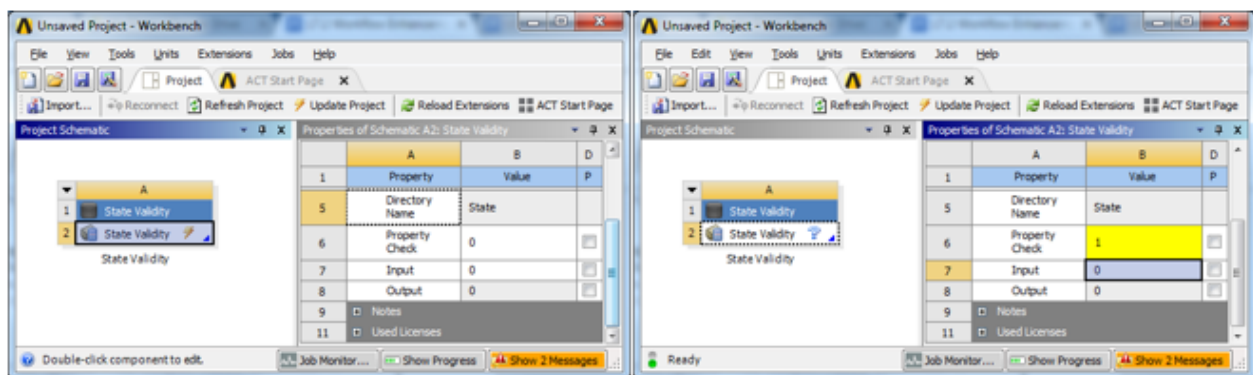 Unsaved Project - Workbench
File View Tools Units Extensions Jobs Help
Project ACT Start Page
Import... Reconnect Refresh Project Update Project Reload Extensions ACT Start Page
Project Schematic
A
1 State Validity
2 State Validity
State Validity
Properties of Schematic A2: State Validity
A B D
1 Property Value P
5 Directory Name State
6 Property Check 0
7 Input 0
8 Output 0
9 Notes
11 Used Licenses
Double-click component to edit. Job Monitor.... Show Progress Show 2 Messages
Unsaved Project - Workbench
File Edit View Tools Units Extensions Jobs Help
Project ACT Start Page
Import... Reconnect Refresh Project Update Project Reload Extensions ACT Start Page
Project Schematic
A
1 State Validity
2 State Validity
State Validity
Properties of Schematic A2: State Validity
A B D
1 Property Value P
5 Directory Name State
6 Property Check 1
7 Input 0
8 Output 0
9 Notes
11 Used Licenses
Ready Job Monitor.... Show Progress Show 2 Messages